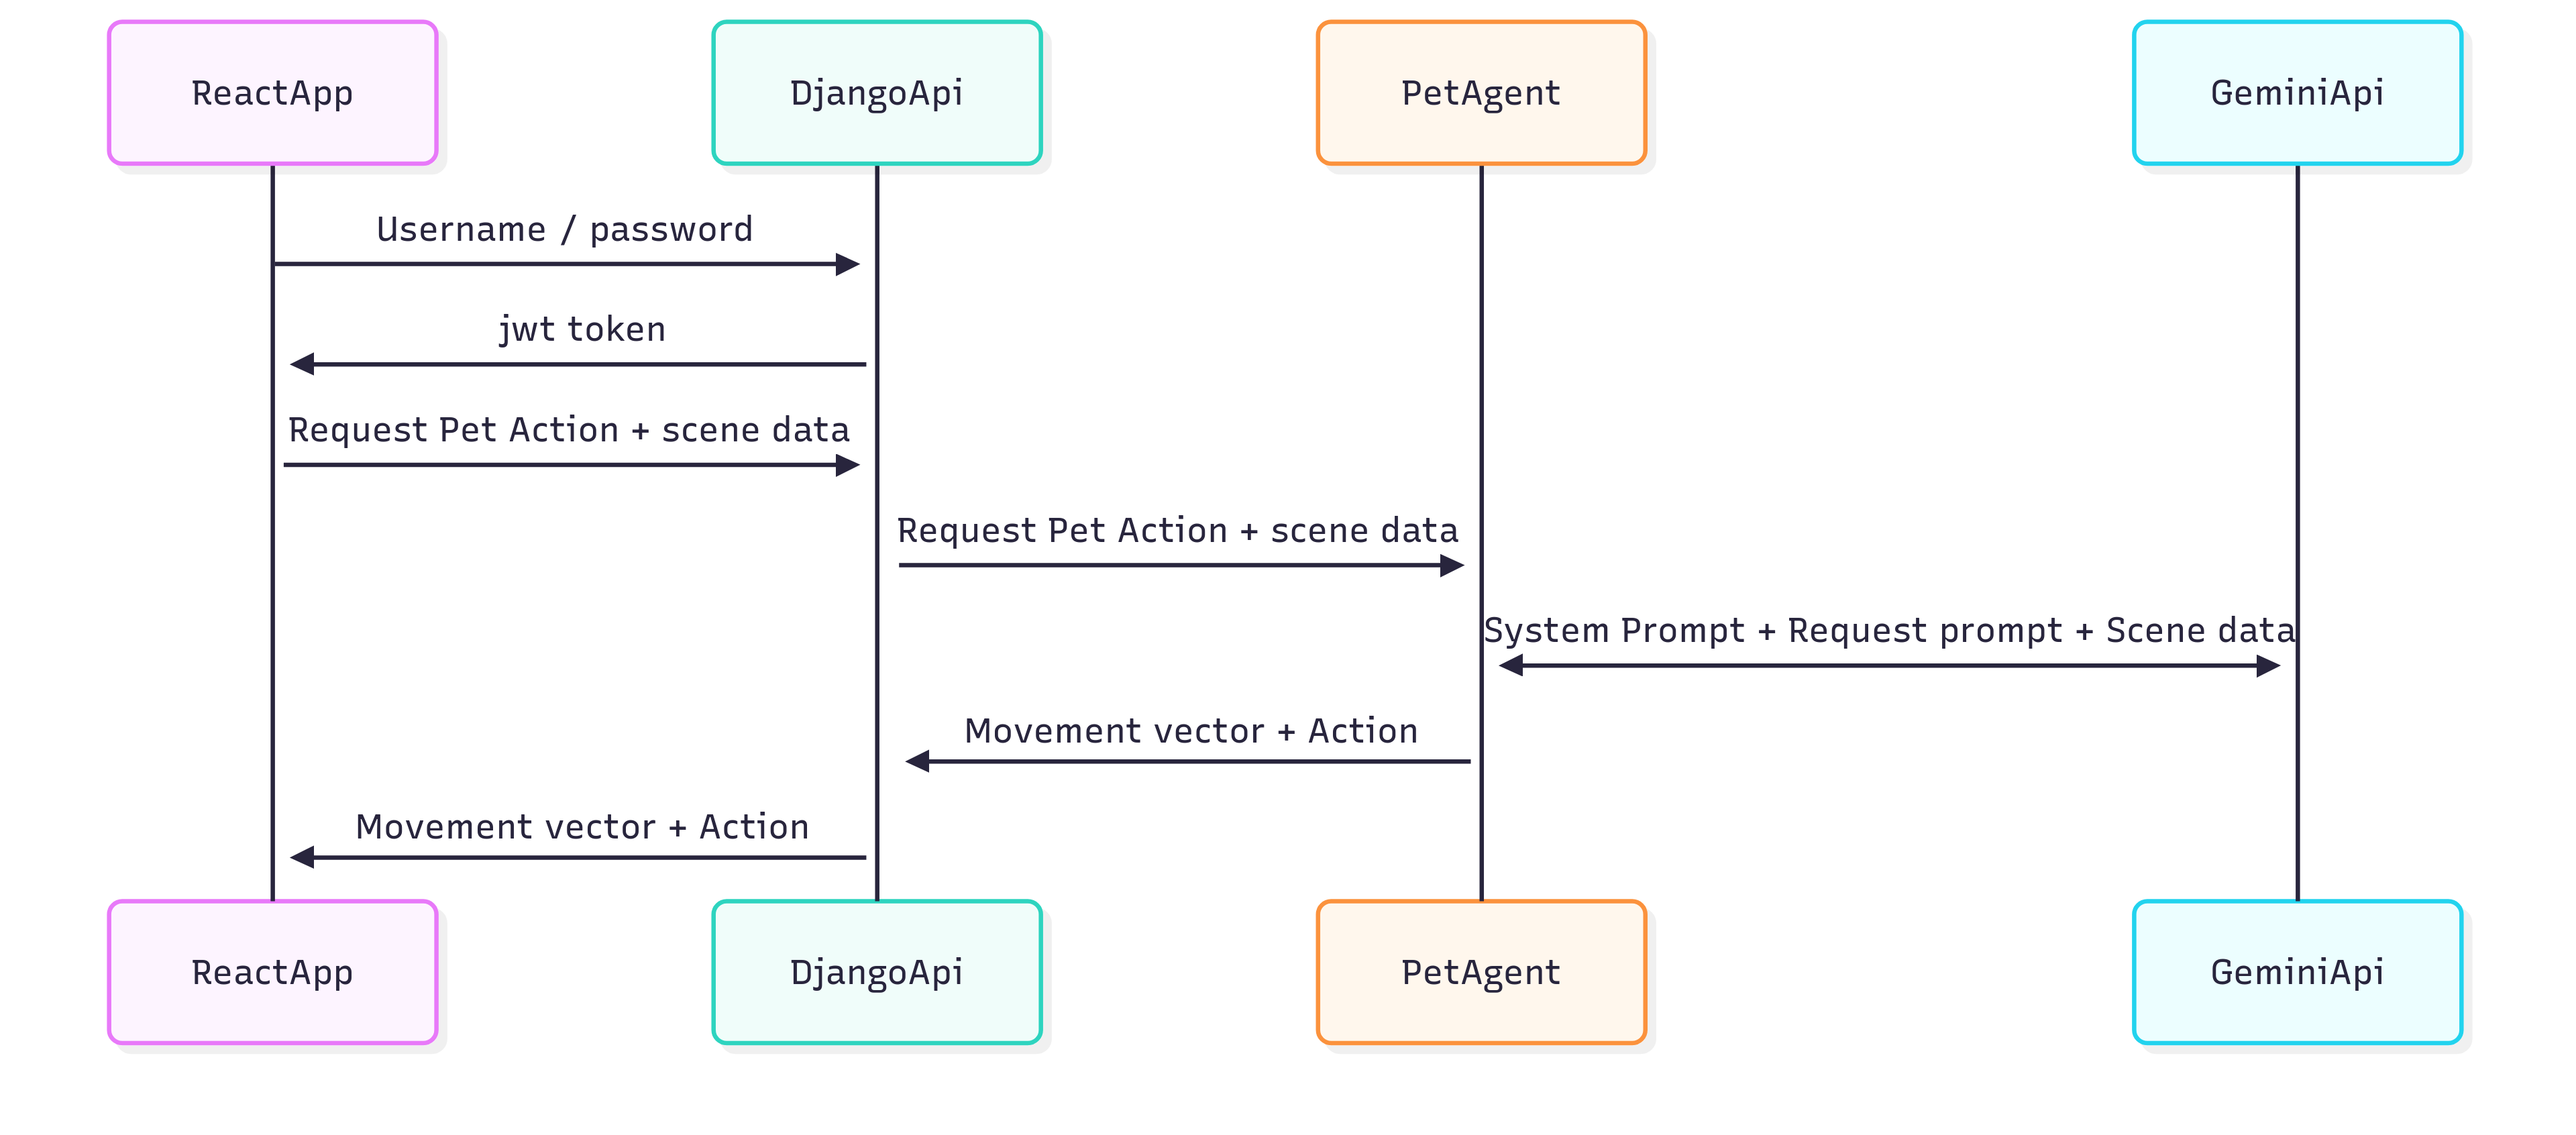 ReactApp
DjangoApi
PetAgent
GeminiApi
Username / password
jwt token
Request Pet Action + scene data
Request Pet Action + scene data
System Prompt + Request prompt + Scene data
Movement vector + Action
Movement vector + Action
ReactApp
DjangoApi
PetAgent
GeminiApi